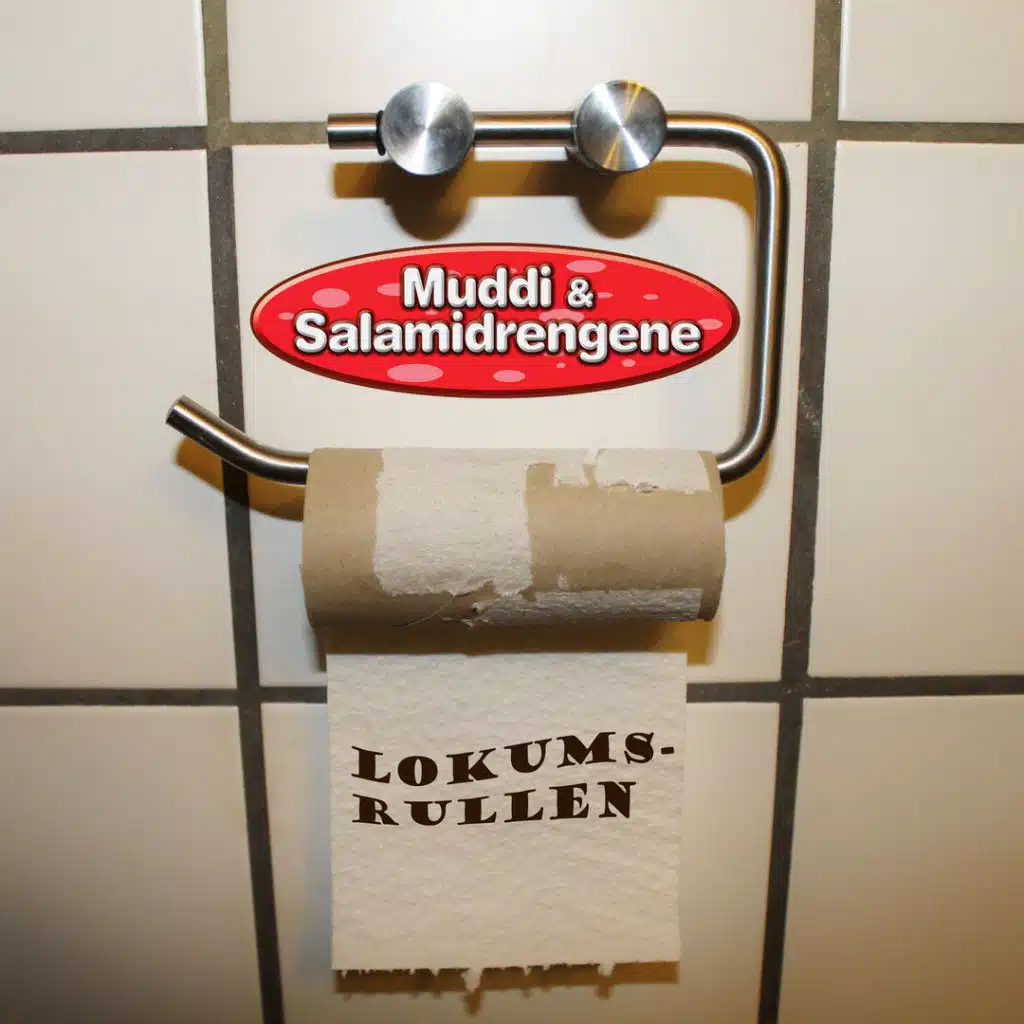 Muddi &
Salamidrengene
LOKUMS-
RULLEN